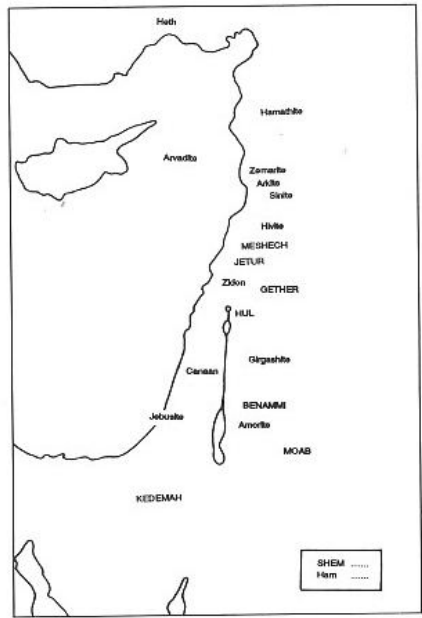 Heth
Hamathite
Arvadite
Zemarite
Arkite
Sinite
Hivite
MESHECH
JETUR
Zidon
GETHER
HUL
Girgashite
Canaan
BENAMMI
Jebusite
Amorite
MOAB
KEDEMAH
SHEM ......
Ham ......